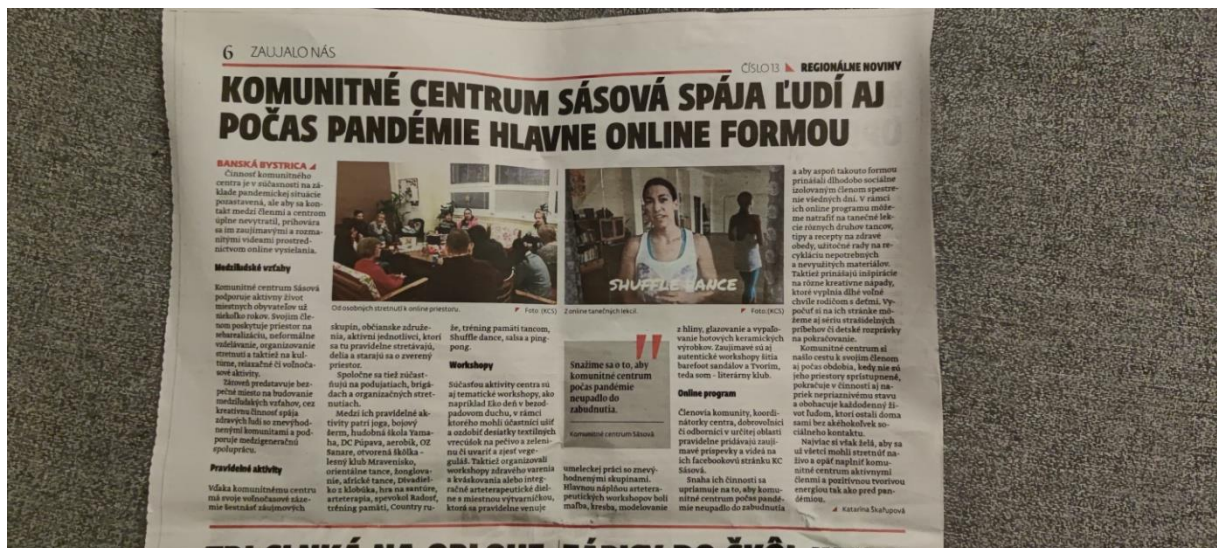 6 ZAUJALO NÁS
ČÍSLO 13 REGIONÁLNE NOVINY
KOMUNITNÉ CENTRUM SÁSOVÁ SPÁJA ĽUDÍ AJ
POČAS PANDÉMIE HLAVNE ONLINE FORMOU
BANSKÁ BYSTRICA
Činnosť komunitného
centra je v súčasnosti na zá-
klade pandemickej situácie
pozastavená, ale aby sa kon-
takt medzi členmi a centrom
úplne nevytratil, prihovára
sa im zaujímavými a rozma-
nitými videami prostred-
níctvom online vysielania.
Medziľudské vzťahy
Komunitné centrum Sásová
podporuje aktívny život
miestnych obyvateľov už
niekoľko rokov. Svojim čle-
nom poskytuje priestor na
sebarealizáciu, neformálne
vzdelávanie, organizovanie
stretnutí a taktiež na kul-
túrne, relaxačné či voľnoča-
sové aktivity.
Zároveň predstavuje bez-
pečné miesto na budovanie
medziľudských vzťahov, cez
kreatívnu činnosť spája
zdravých ľudí so znevýhod-
nenými komunitami a pod-
poruje medzigeneračnú
spoluprácu.
Pravidelné aktivity
Vďaka komunitnému centru
má svoje voľnočasové záze-
mie šestnásť záujmových
Od osobných stretnutí k online priestoru.
Foto (KCS)
skupín, občianske združe-
nia, aktívni jednotlivci, ktorí
sa tu pravidelne stretávajú,
delia a starajú sa o zverený
priestor.
Spoločne sa tiež zúčast-
ňujú na podujatiach, brigá-
dach a organizačných stret-
nutiach.
Medzi ich pravidelné ak-
tivity patrí joga, bojový
šerm, hudobná škola Yama-
ha, DC Púpava, aerobik, OZ
Sanare, otvorená škôlka –
lesný klub Mravenisko,
orientálne tance, žonglova-
nie, africké tance, Divadiel-
ko z klobúka, hra na santúre,
arteterapia, spevokol Radosť,
tréning pamäti, Country ru-
že, tréning pamäti tancom,
Shuffle dance, salsa a ping-
pong.
Workshopy
Súčasťou aktivity centra sú
aj tematické workshopy, ako
napríklad Eko deň v bezod-
padovom duchu, v rámci
ktorého mohli účastníci ušiť
a ozdobiť desiatky textilných
vrecúšok na pečivo a zeleni-
nu či uvariť a zjesť vege-
guláš. Taktiež organizovali
workshopy zdravého varenia
a kváskovania alebo integ-
račné arteterapeutické diel-
ne s miestnou výtvarníčkou,
ktorá sa pravidelne venuje
SHUFFLE DANCE
Z online tanečných lekcií.
Foto (KCS)
Snažíme sa o to, aby
komunitné centrum
počas pandémie
neupadlo do
zabudnutia.
Komunitné centrum Sásová
umeleckej práci so znevý-
hodnenými skupinami.
Hlavnou náplňou artetera-
peutických workshopov boli
maľba, kresba, modelovanie
z hliny, glazovanie a vypaľo-
vanie hotových keramických
výrobkov. Zaujímavé sú aj
autentické workshopy šitia
barefoot sandálov a Tvorím,
teda som – literárny klub.
Online program
Členovia komunity, koordi-
nátorky centra, dobrovoľníci
či odborníci v určitej oblasti
pravidelne pridávajú zaují-
mavé príspevky a videá na
ich facebookovú stránku KC
Sásová.
Snaha ich činnosti sa
upriamuje na to, aby komu-
nitné centrum počas pandé-
mie neupadlo do zabudnutia
a aby aspoň takouto formou
prinášali dlhodobo sociálne
izolovaným členom spestre-
nie všedných dní. V rámci
ich online programu môže-
me natrafiť na tanečné lek-
cie rôznych druhov tancov,
tipy a recepty na zdravé
obedy, užitočné rady na re-
cykláciu nepotrebných
a nevyužitých materiálov.
Taktiež prinášajú inšpirácie
na rôzne kreatívne nápady,
ktoré vyplnia dlhé voľné
chvíle rodičom s deťmi. Vy-
počuť si na ich stránke mô-
žeme aj sériu strašidelných
príbehov či detské rozprávky
na pokračovanie.
Komunitné centrum si
našlo cestu k svojim členom
aj počas obdobia, kedy nie sú
jeho priestory sprístupnené,
pokračuje v činnosti aj na-
priek nepriaznivému stavu
a obohacuje každodenný ži-
vot ľuďom, ktorí ostali doma
sami bez akéhokoľvek so-
ciálneho kontaktu.
Najviac si však želá, aby sa
už všetci mohli stretnúť na-
živo a opäť naplniť komu-
nitné centrum aktívnymi
členmi a pozitívnou tvorivou
energiou tak ako pred pan-
démiou.
Katarína Škafupová